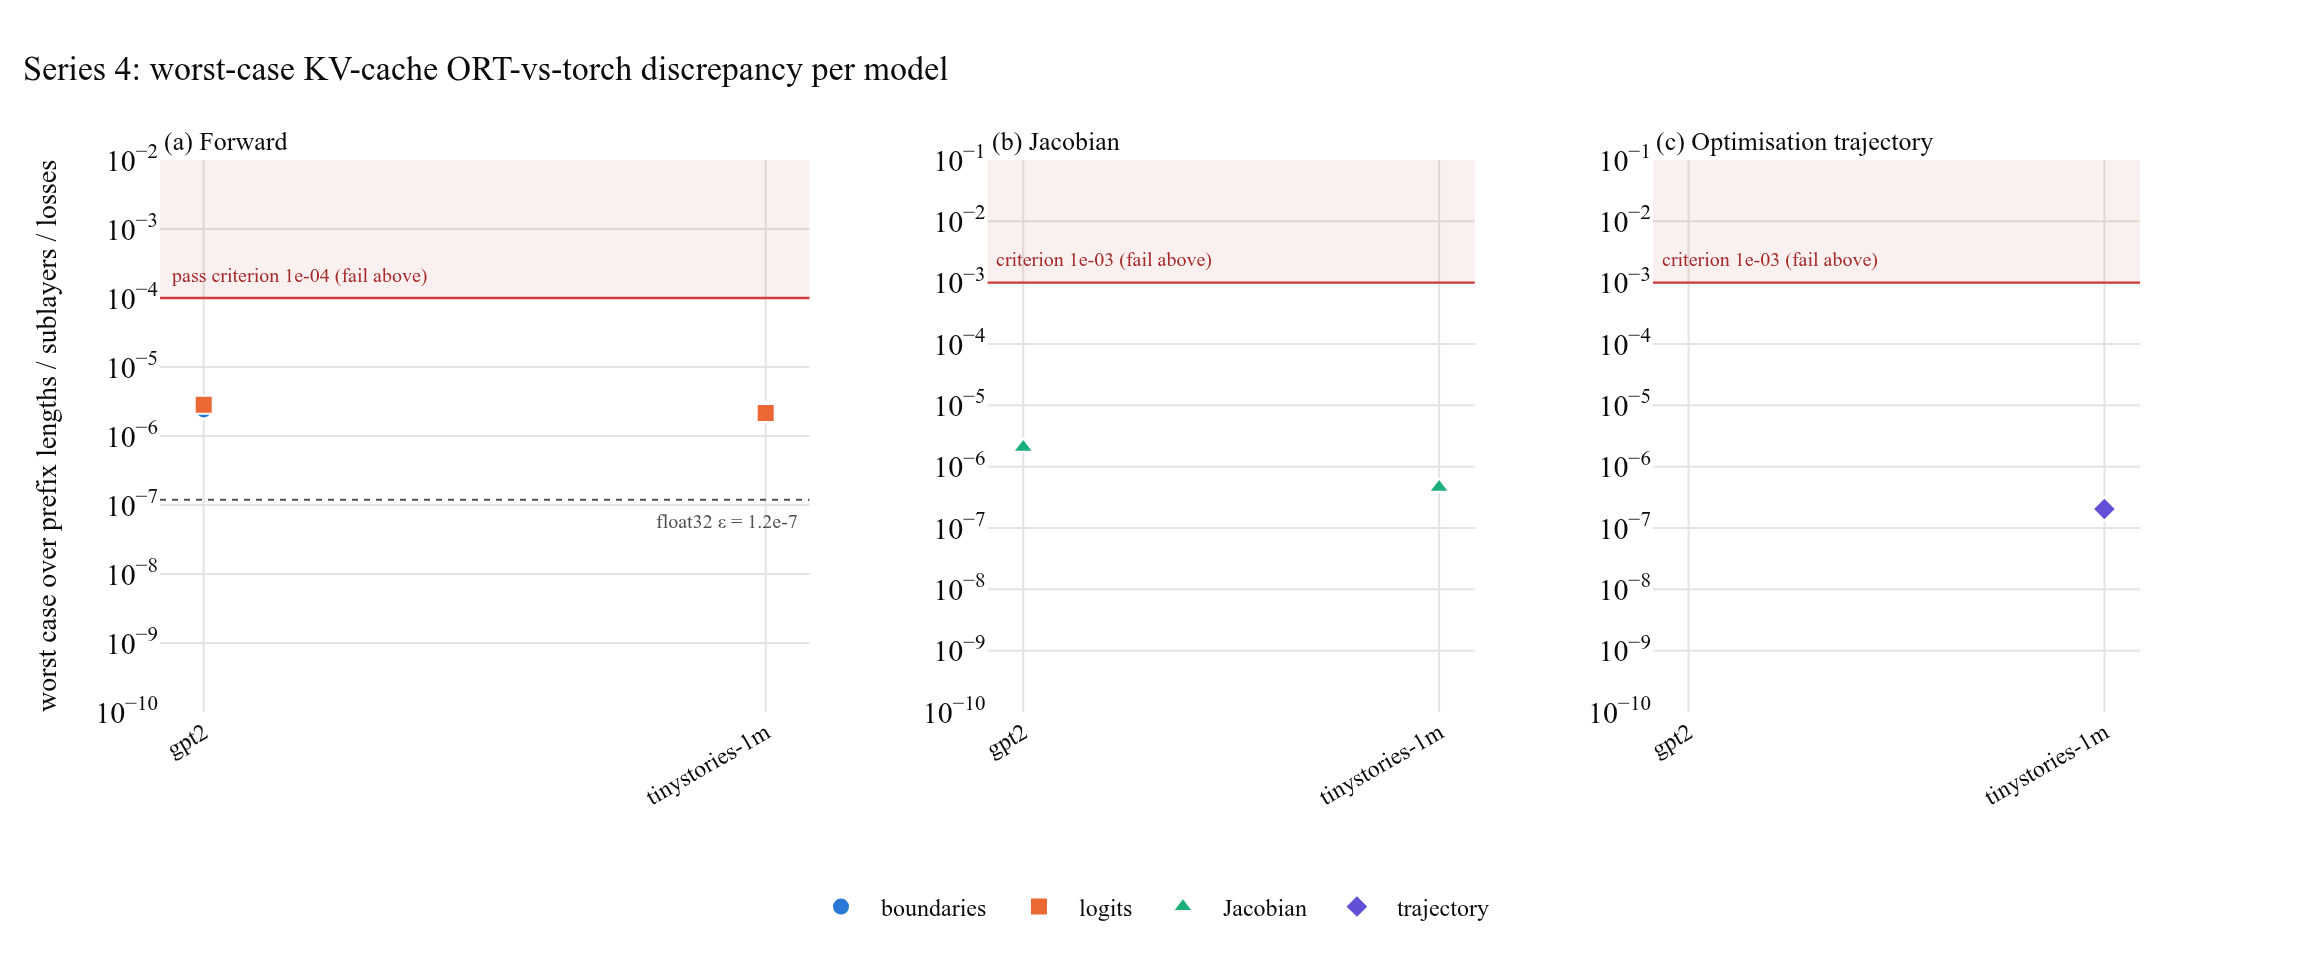 Series 4: worst-case KV-cache ORT-vs-torch discrepancy per model
worst case over prefix lengths / sublayers / losses
(a) Forward
10−2
10−3
10−4
10−5
10−6
10−7
10−8
10−9
10−10
pass criterion 1e-04 (fail above)
float32 ε = 1.2e-7
gpt2
tinystories-1m
(b) Jacobian
10−1
10−2
10−3
10−4
10−5
10−6
10−7
10−8
10−9
10−10
criterion 1e-03 (fail above)
gpt2
tinystories-1m
(c) Optimisation trajectory
10−1
10−2
10−3
10−4
10−5
10−6
10−7
10−8
10−9
10−10
criterion 1e-03 (fail above)
gpt2
tinystories-1m
boundaries
logits
Jacobian
trajectory